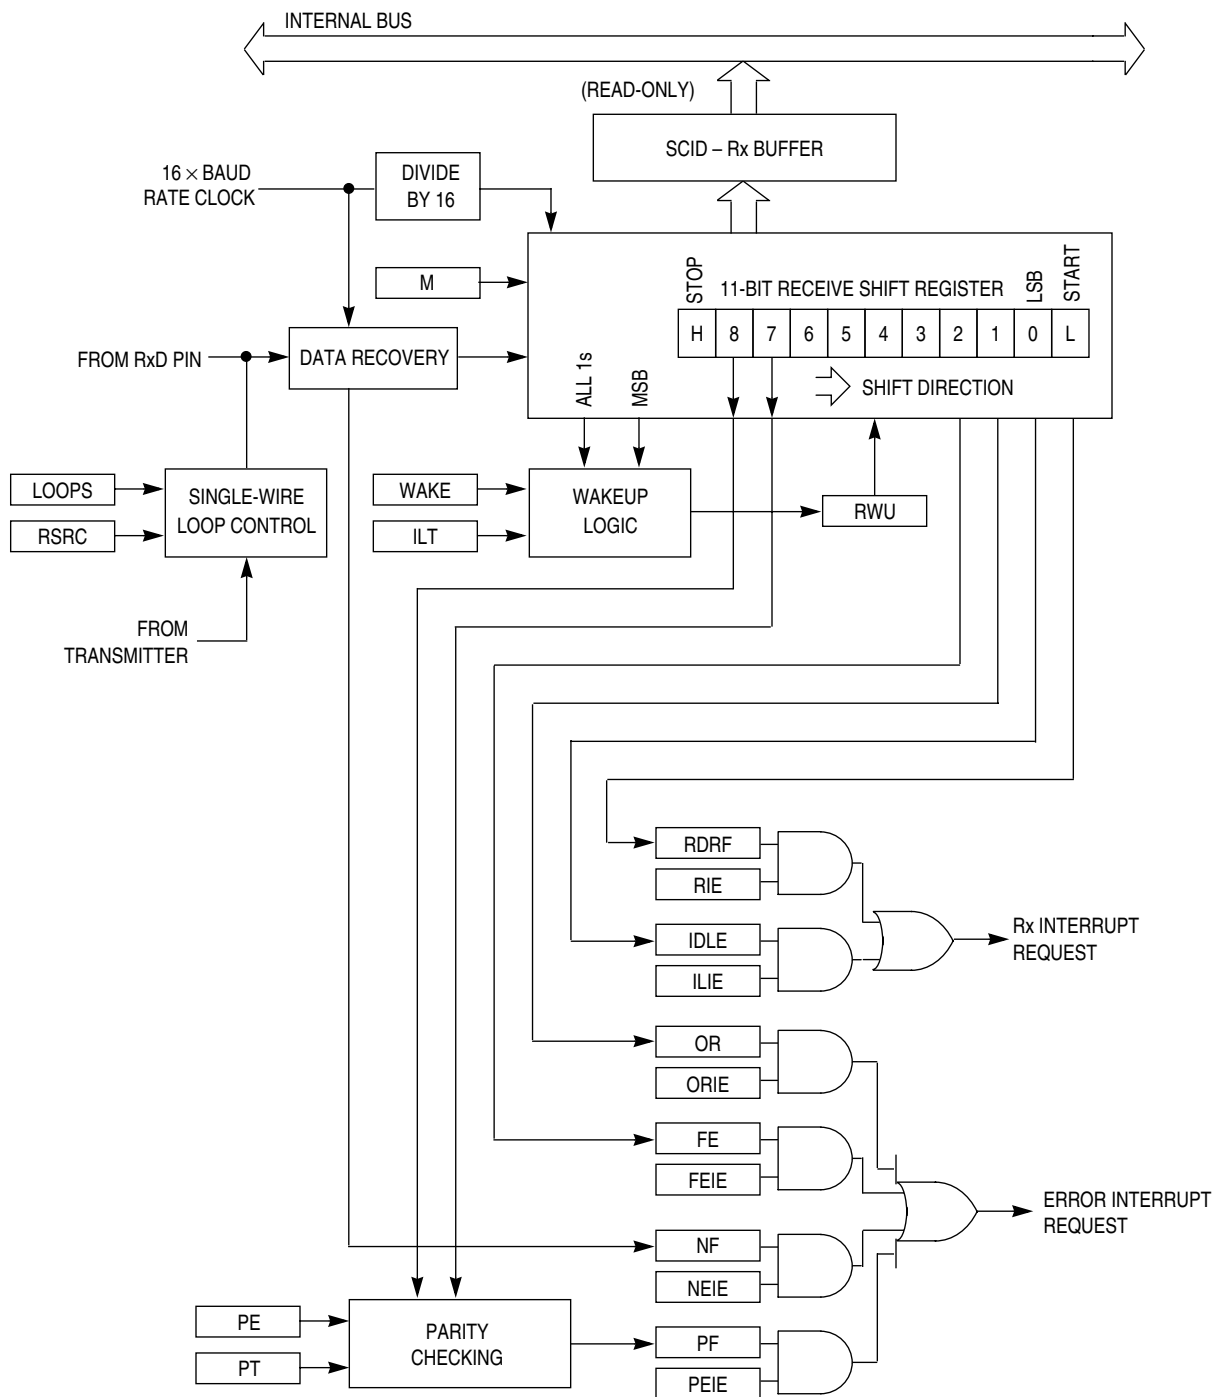 INTERNAL BUS
(READ-ONLY)
SCID – Rx BUFFER
16 × BAUD
RATE CLOCK
DIVIDE
BY 16
M
STOP
11-BIT RECEIVE SHIFT REGISTER
LSB
START
H 8 7 6 5 4 3 2 1 0 L
FROM RxD PIN
DATA RECOVERY
ALL 1s
MSB
SHIFT DIRECTION
LOOPS
RSRC
SINGLE-WIRE
LOOP CONTROL
WAKE
ILT
WAKEUP
LOGIC
RWU
FROM
TRANSMITTER
RDRF
RIE
IDLE
ILIE
Rx INTERRUPT
REQUEST
OR
ORIE
FE
FEIE
ERROR INTERRUPT
REQUEST
NF
NEIE
PE
PT
PARITY
CHECKING
PF
PEIE